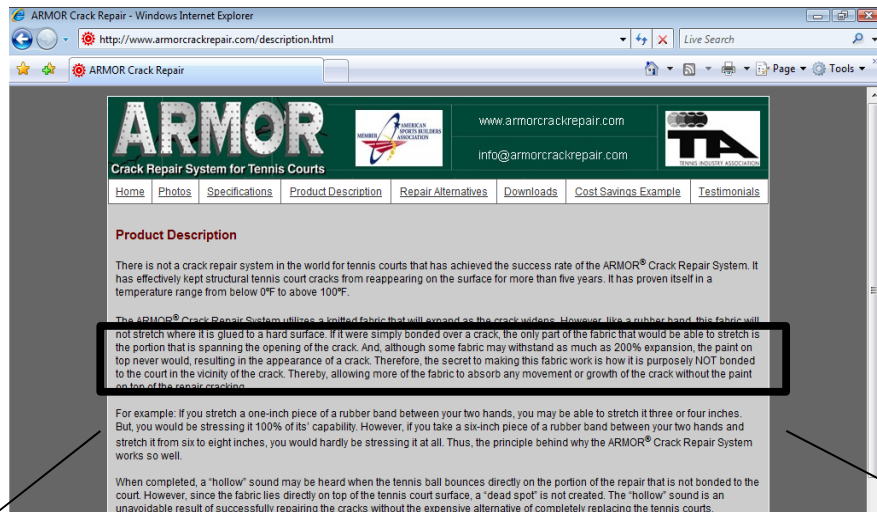 ARMOR Crack Repair - Windows Internet Explorer
http://www.armorcrackrepair.com/description.html
Live Search
ARMOR Crack Repair
Page
Tools
ARMOR
Crack Repair System for Tennis Courts
MEMBER
AMERICAN
SPORTS BUILDERS
ASSOCIATION
www.armorcrackrepair.com
info@armorcrackrepair.com
TIA
TENNIS INDUSTRY ASSOCIATION
Home Photos Specifications Product Description Repair Alternatives Downloads Cost Savings Example Testimonials
Product Description
There is not a crack repair system in the world for tennis courts that has achieved the success rate of the ARMOR® Crack Repair System. It
has effectively kept structural tennis court cracks from reappearing on the surface for more than five years. It has proven itself in a
temperature range from below 0ºF to above 100ºF.
The ARMOR® Crack Repair System utilizes a knitted fabric that will expand as the crack widens. However, like a rubber band, this fabric will
not stretch where it is glued to a hard surface. If it were simply bonded over a crack, the only part of the fabric that would be able to stretch is
the portion that is spanning the opening of the crack. And, although some fabric may withstand as much as 200% expansion, the paint on
top never would, resulting in the appearance of a crack. Therefore, the secret to making this fabric work is how it is purposely NOT bonded
to the court in the vicinity of the crack. Thereby, allowing more of the fabric to absorb any movement or growth of the crack without the paint
on top of the repair cracking.
For example: If you stretch a one-inch piece of a rubber band between your two hands, you may be able to stretch it three or four inches.
But, you would be stressing it 100% of its' capability. However, if you take a six-inch piece of a rubber band between your two hands and
stretch it from six to eight inches, you would hardly be stressing it at all. Thus, the principle behind why the ARMOR® Crack Repair System
works so well.
When completed, a "hollow" sound may be heard when the tennis ball bounces directly on the portion of the repair that is not bonded to the
court. However, since the fabric lies directly on top of the tennis court surface, a "dead spot" is not created. The "hollow" sound is an
unavoidable result of successfully repairing the cracks without the expensive alternative of completely replacing the tennis courts.